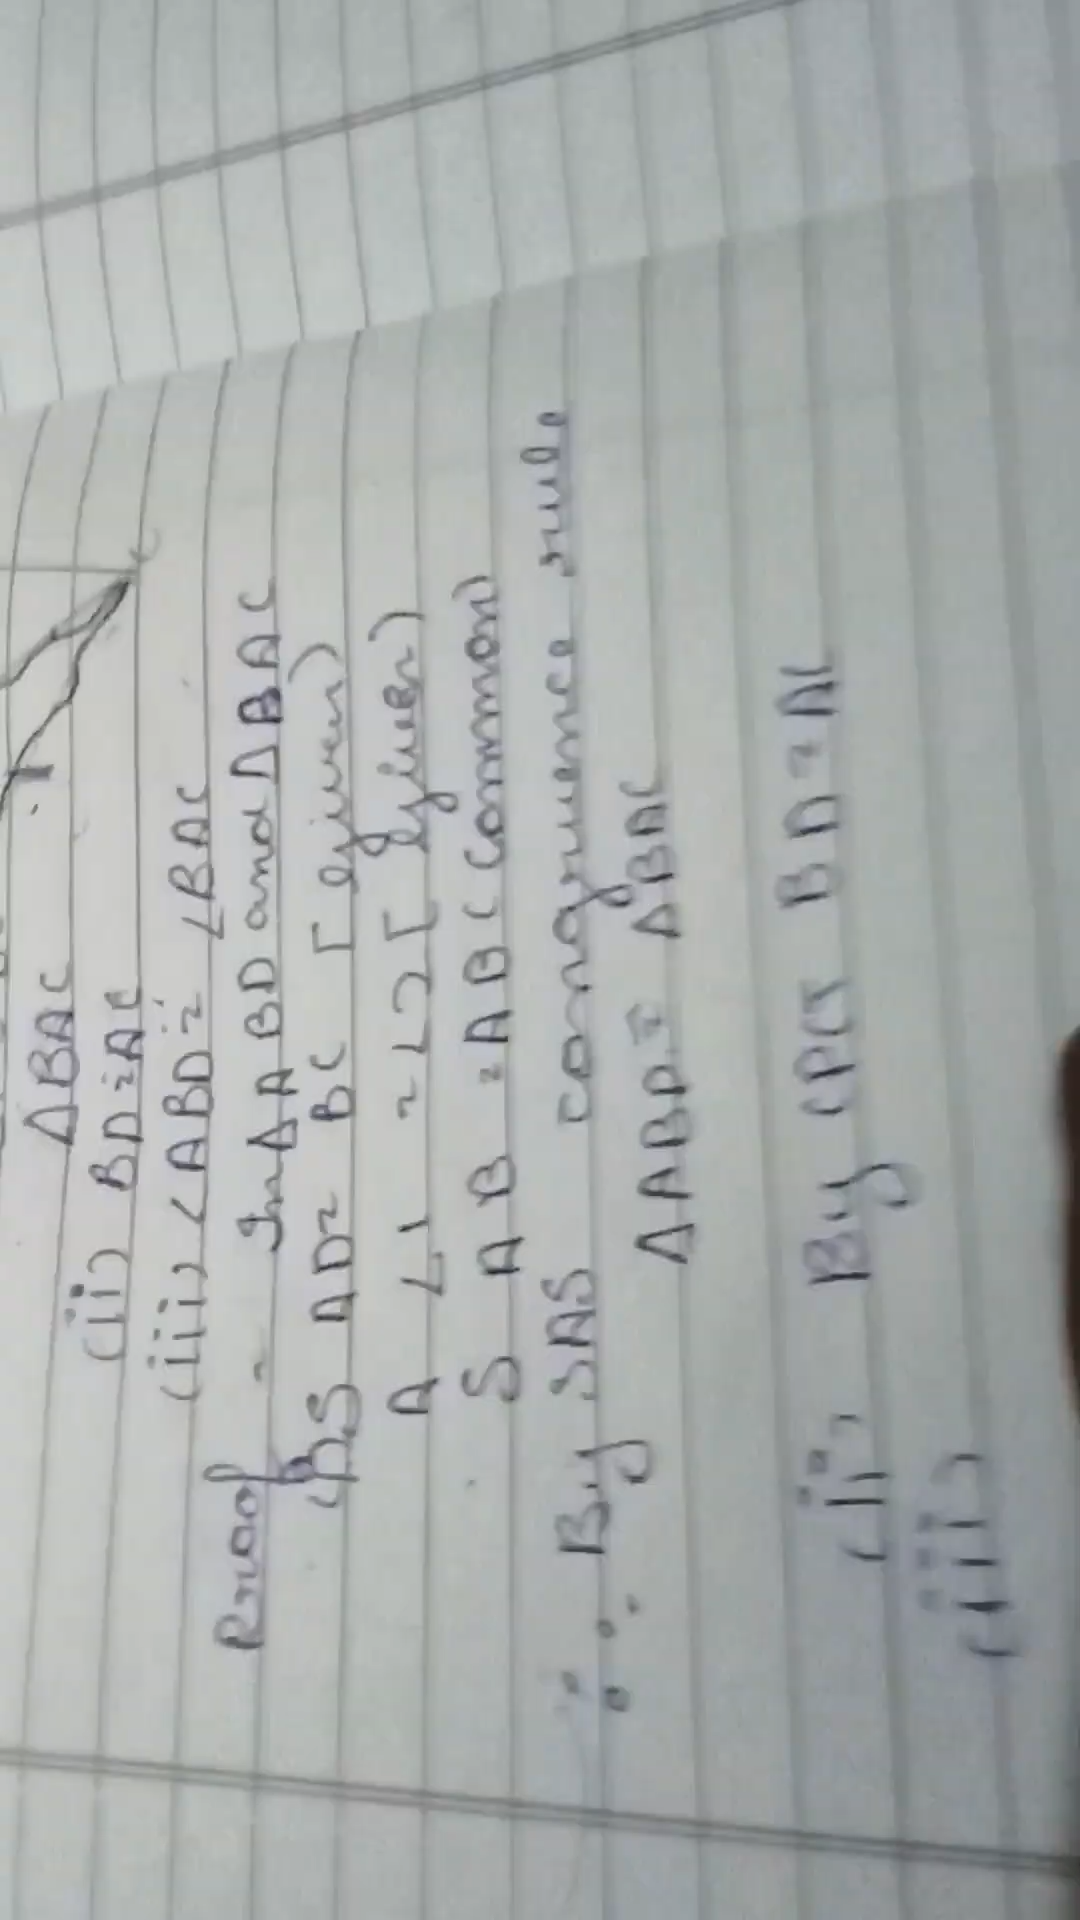 ΔBAC
(ii) BD=AC
(iii) ∠ABD= ∠BAC
Proof - In ΔABD and ΔBAC
S AD= BC [given)
A ∠1 = ∠2 [given)
S AB =AB (Common)
∴ By SAS congruence rule
ΔABD ≅ ΔBAC
(ii) By CPCT BD=AC
(iii)